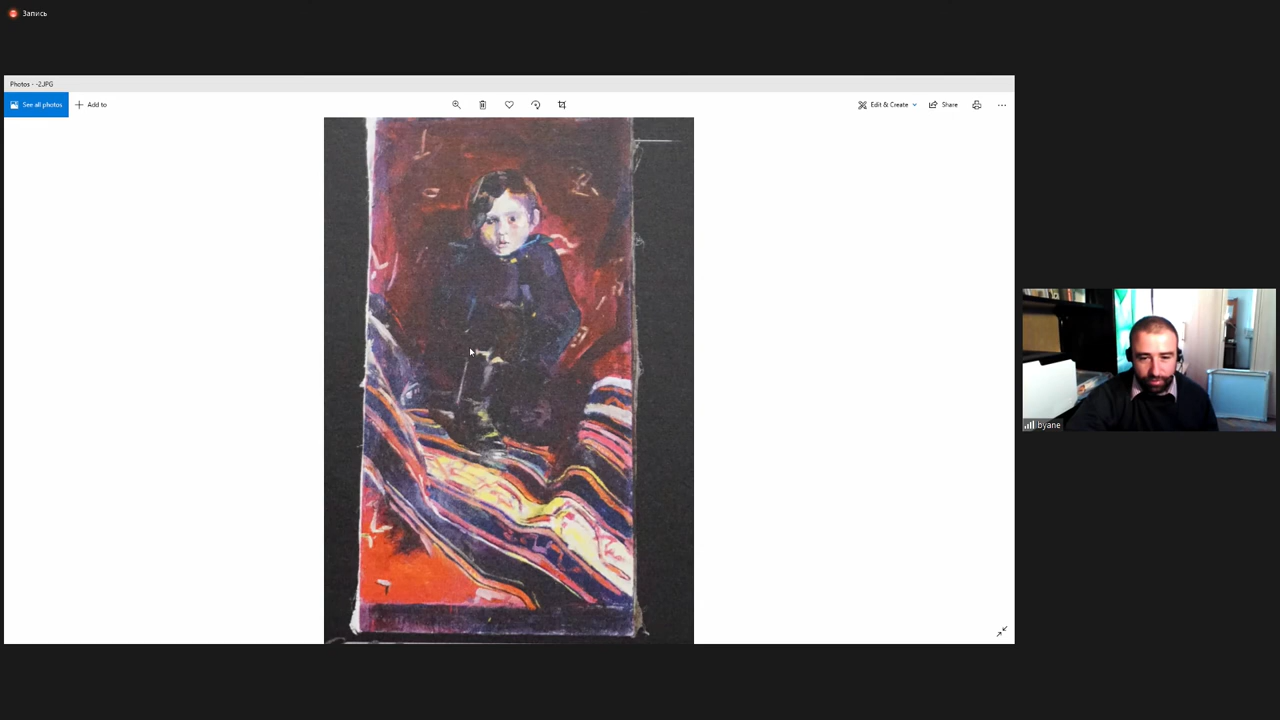 Запись
Photos - ~2.JPG
See all photos
Add to
Edit & Create
Share
byane